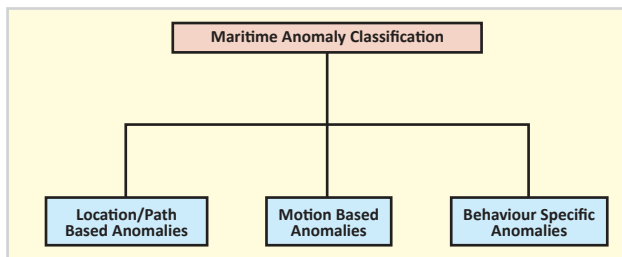 Maritime Anomaly Classification
Location/Path
Based Anomalies
Motion Based
Anomalies
Behaviour Specific
Anomalies